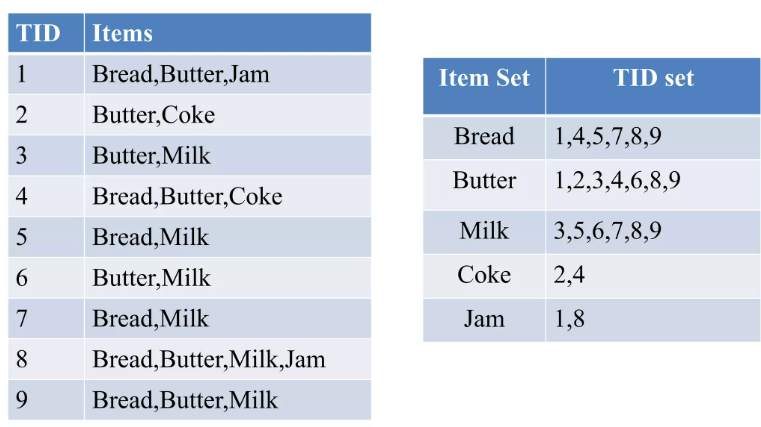 TID Items
1 Bread,Butter,Jam
2 Butter,Coke
3 Butter,Milk
4 Bread,Butter,Coke
5 Bread,Milk
6 Butter,Milk
7 Bread,Milk
8 Bread,Butter,Milk,Jam
9 Bread,Butter,Milk
Item Set TID set
Bread 1,4,5,7,8,9
Butter 1,2,3,4,6,8,9
Milk 3,5,6,7,8,9
Coke 2,4
Jam 1,8